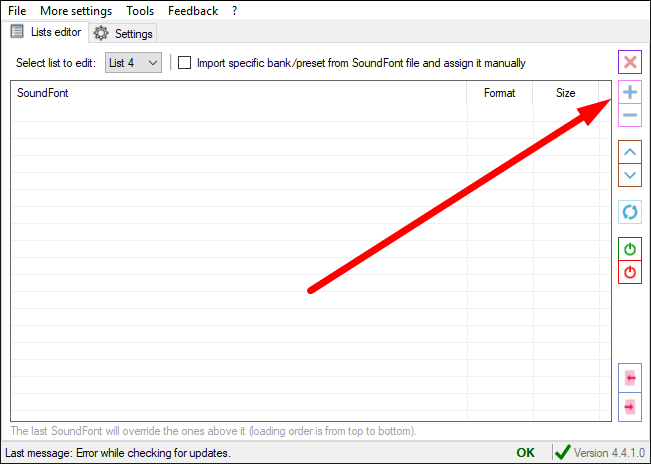 File More settings Tools Feedback ?
Lists editor Settings
Select list to edit: List 4 Import specific bank/preset from SoundFont file and assign it manually
SoundFont Format Size
The last SoundFont will override the ones above it (loading order is from top to bottom).
Last message: Error while checking for updates. OK Version 4.4.1.0